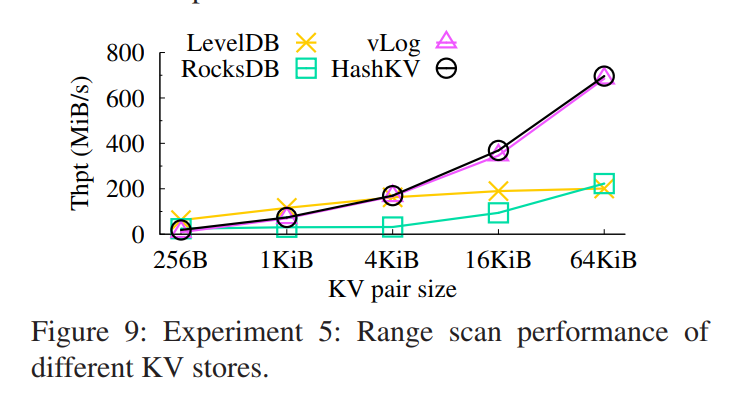 LevelDB vLog
RocksDB HashKV
800
600
400
200
0
Thpt (MiB/s)
256B 1KiB 4KiB 16KiB 64KiB
KV pair size
Figure 9: Experiment 5: Range scan performance of
different KV stores.